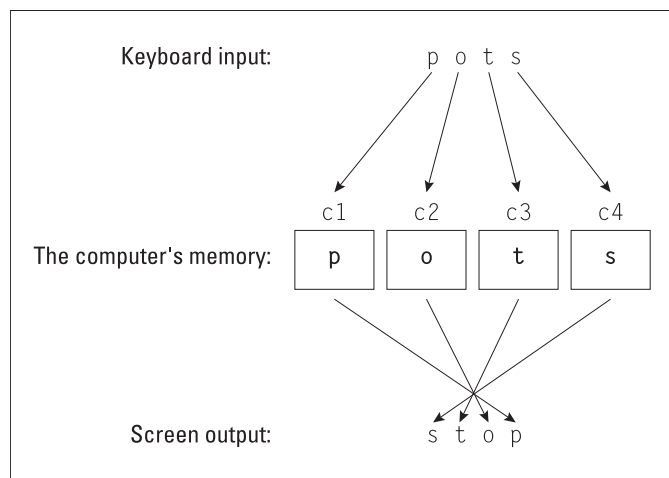 Keyboard input: p o t s
c1 c2 c3 c4
The computer's memory: p o t s
Screen output: s t o p